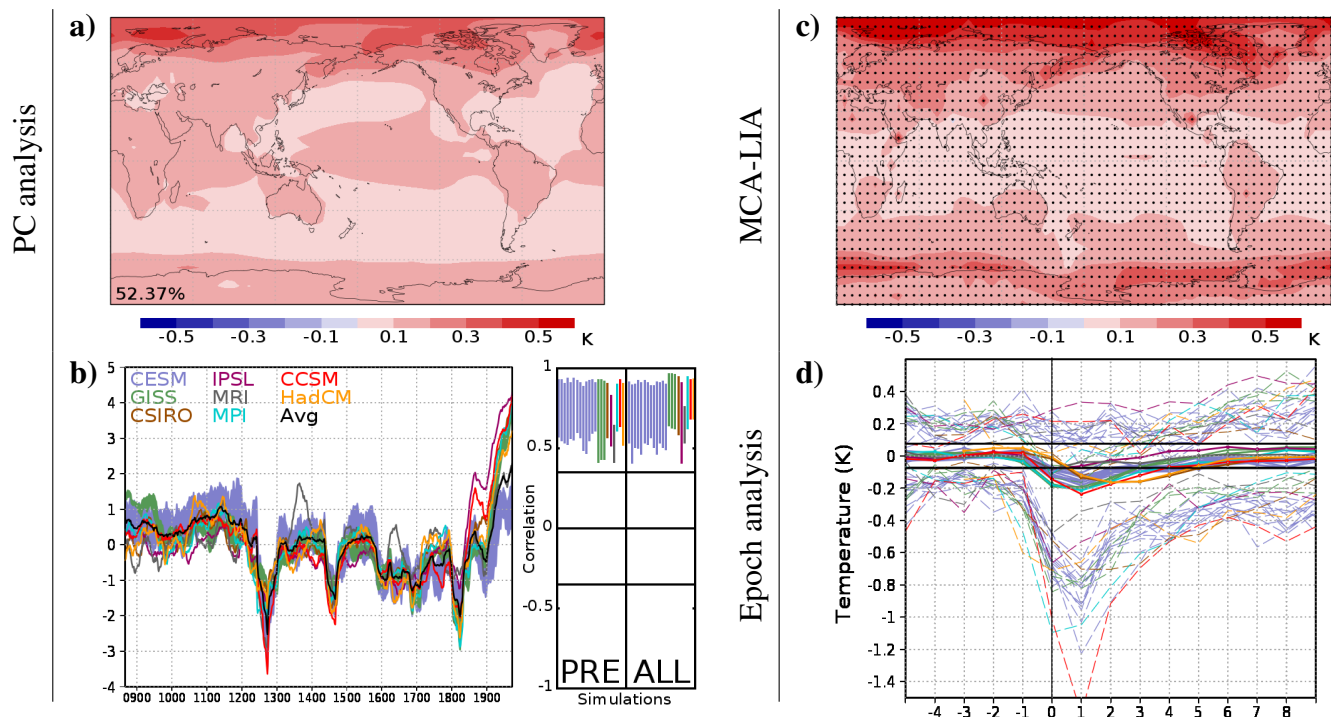 a)
PC analysis
52.37%
-0.5 -0.3 -0.1 0.1 0.3 0.5 K
c)
MCA-LIA
-0.5 -0.3 -0.1 0.1 0.3 0.5 K
b)
CESM IPSL CCSM
GISS MRI HadCM
CSIRO MPI Avg
5
4
3
2
1
0
-1
-2
-3
-4
0900 1000 1100 1200 1300 1400 1500 1600 1700 1800 1900
Correlation
1
0.5
0
-0.5
-1
PRE ALL
Simulations
d)
Epoch analysis
Temperature (K)
0.4
0.2
0
-0.2
-0.4
-0.6
-0.8
-1
-1.2
-1.4
-4 -3 -2 -1 0 1 2 3 4 5 6 7 8